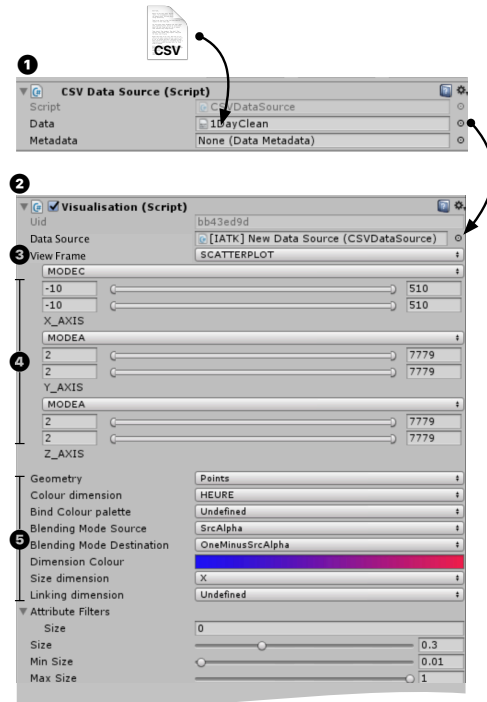 CSV
1
CSV Data Source (Script)
Script CSVDataSource
Data 1DayClean
Metadata None (Data Metadata)
2
Visualisation (Script)
Uid bb43ed9d
Data Source [IATK] New Data Source (CSVDataSource)
3 View Frame SCATTERPLOT
MODEC
-10 510
-10 510
X_AXIS
MODEA
4
2 7779
2 7779
Y_AXIS
MODEA
2 7779
2 7779
Z_AXIS
Geometry Points
Colour dimension HEURE
Bind Colour palette Undefined
Blending Mode Source SrcAlpha
5 Blending Mode Destination OneMinusSrcAlpha
Dimension Colour
Size dimension X
Linking dimension Undefined
Attribute Filters
Size 0
Size 0.3
Min Size 0.01
Max Size 1